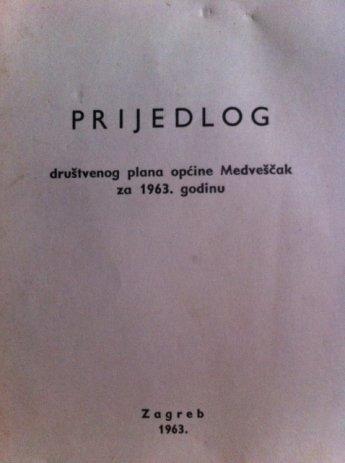 PRIJEDLOG
društvenog plana općine Medveščak
za 1963. godinu
Zagreb
1963.